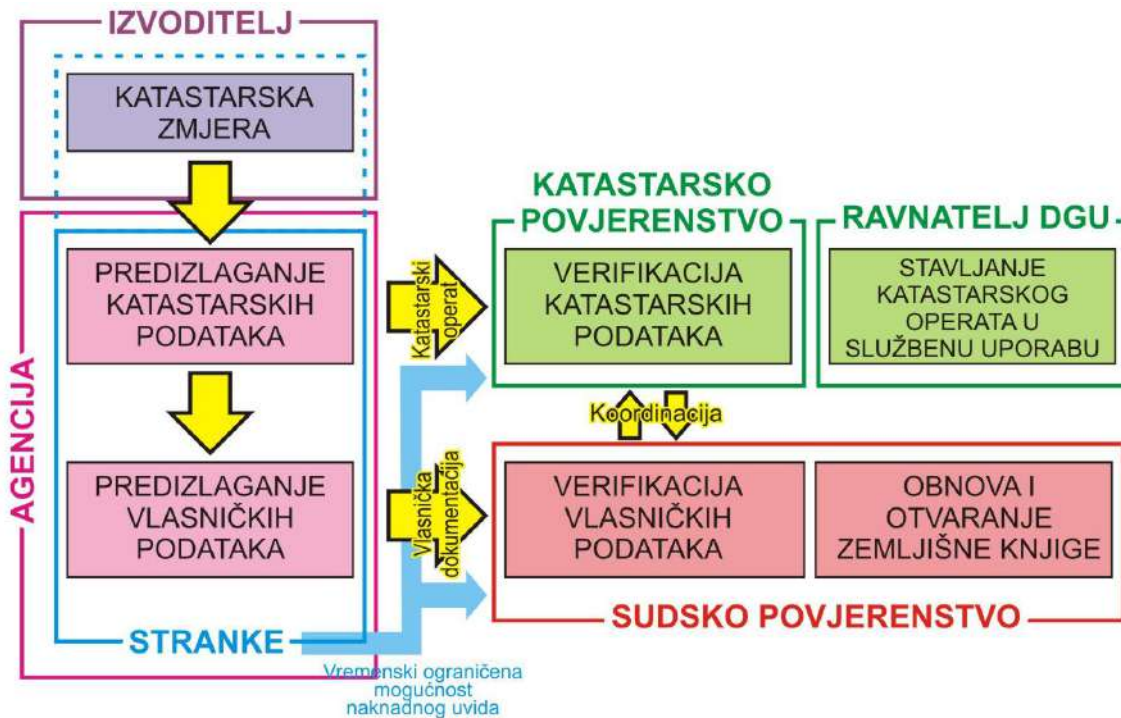 IZVODITELJ
KATASTARSKA
ZMJERA
AGENCIJA
PREDIZLAGANJE
KATASTARSKIH
PODATAKA
PREDIZLAGANJE
VLASNIČKIH
PODATAKA
STRANKE
Katastarski
operat
Vlasnička
dokumentacija
Vremenski ograničena
mogućnost
naknadnog uvida
KATASTARSKO
POVJERENSTVO
VERIFIKACIJA
KATASTARSKIH
PODATAKA
RAVNATELJ DGU
STAVLJANJE
KATASTARSKOG
OPERATA U
SLUŽBENU UPORABU
Koordinacija
VERIFIKACIJA
VLASNIČKIH
PODATAKA
OBNOVA I
OTVARANJE
ZEMLJIŠNE KNJIGE
SUDSKO POVJERENSTVO